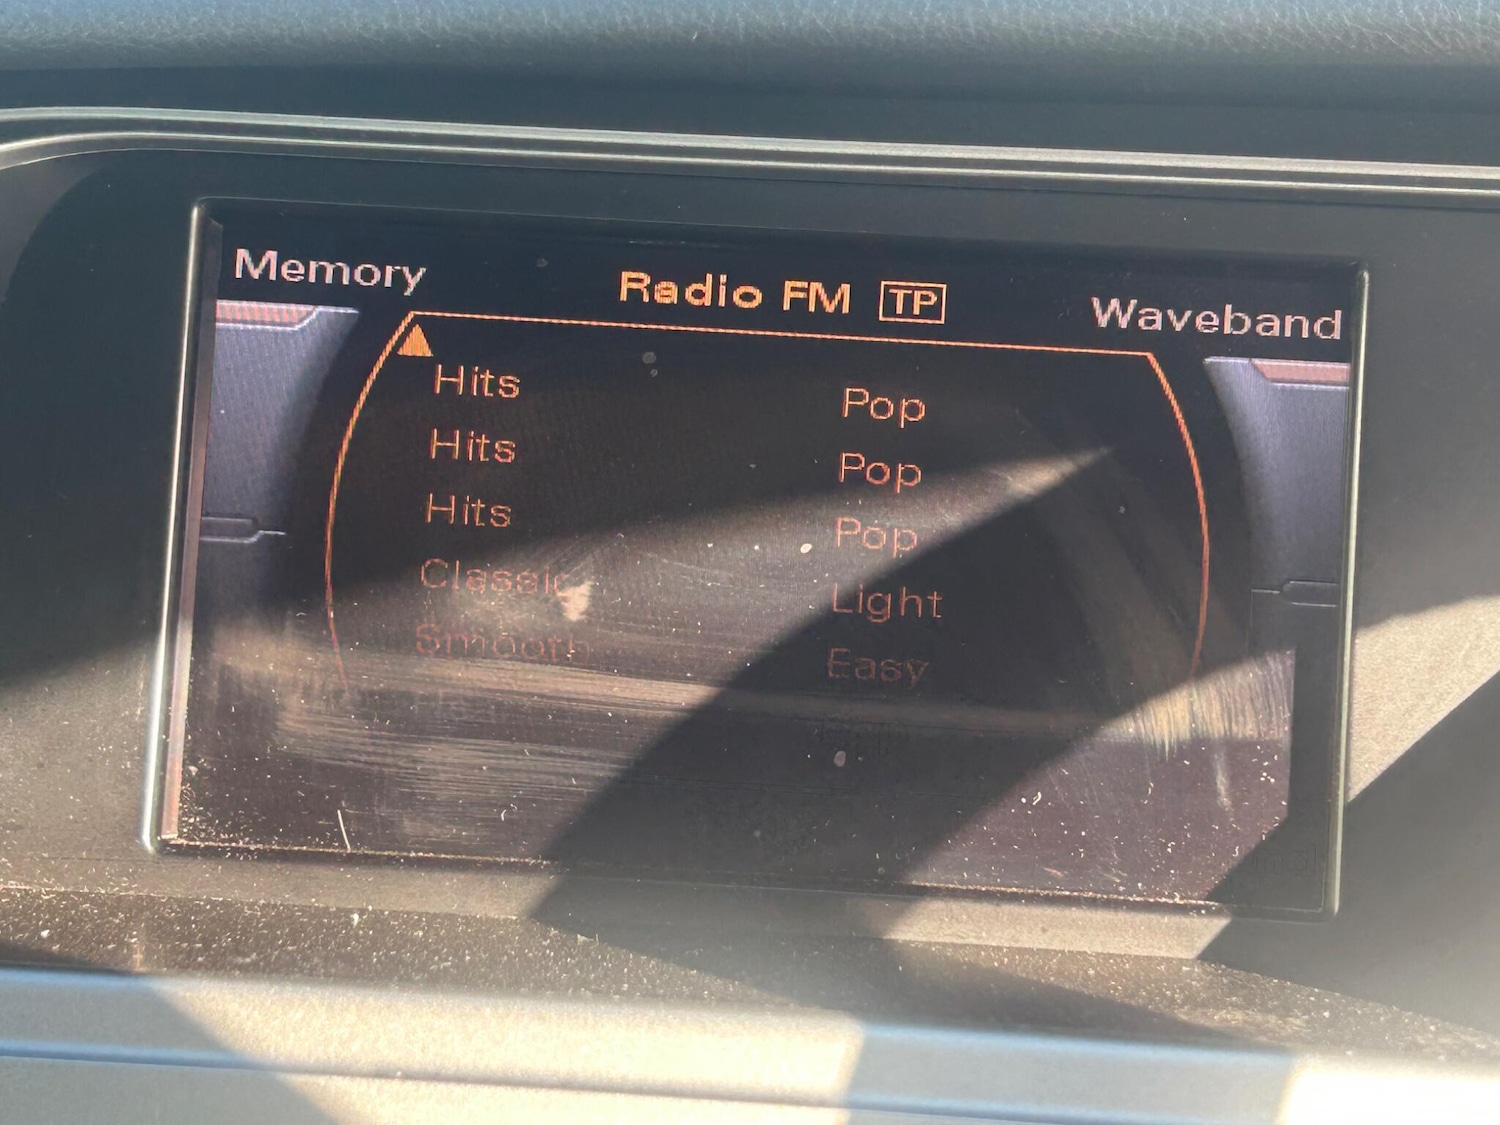 Memory Radio FM TP Waveband
Hits Pop
Hits Pop
Hits Pop
Classic Light
Smooth Easy